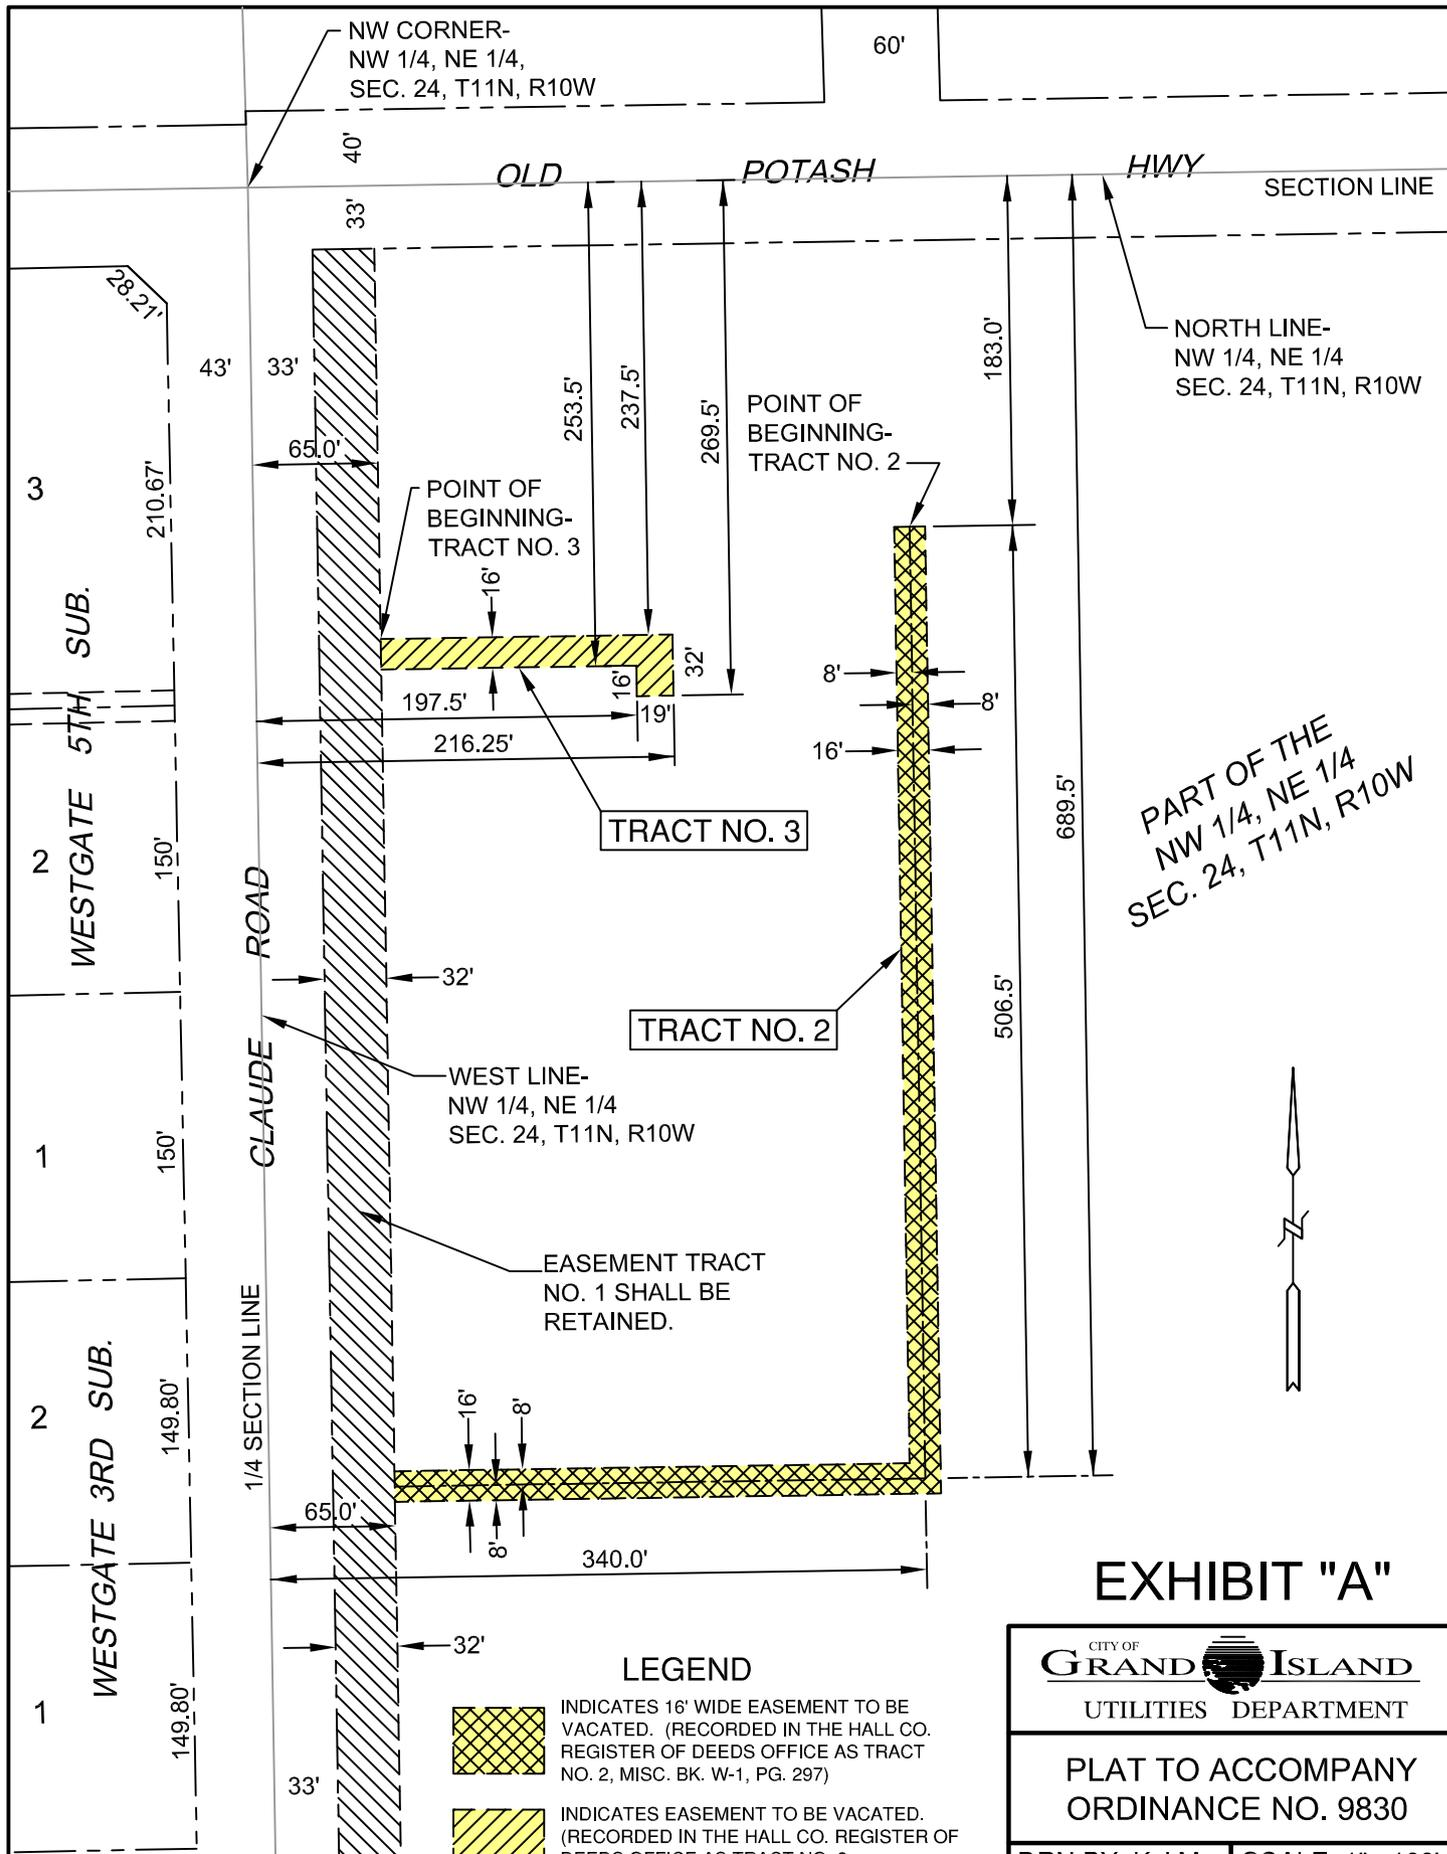 NW CORNER-
NW 1/4, NE 1/4,
SEC. 24, T11N, R10W
60'
40'
OLD POTASH HWY
SECTION LINE
33'
28.21'
43'
33'
NORTH LINE-
NW 1/4, NE 1/4
SEC. 24, T11N, R10W
183.0'
253.5'
237.5'
269.5'
POINT OF
BEGINNING-
TRACT NO. 2
65.0'
3
210.67'
POINT OF
BEGINNING-
TRACT NO. 3
16'
32'
16'
19'
197.5'
216.25'
8'
8'
16'
WESTGATE 5TH SUB.
TRACT NO. 3
689.5'
PART OF THE
NW 1/4, NE 1/4
SEC. 24, T11N, R10W
2
150'
CLAUDE ROAD
32'
TRACT NO. 2
506.5'
WEST LINE-
NW 1/4, NE 1/4
SEC. 24, T11N, R10W
1
150'
EASEMENT TRACT
NO. 1 SHALL BE
RETAINED.
1/4 SECTION LINE
WESTGATE 3RD SUB.
2
149.80'
16'
8'
8'
65.0'
340.0'
32'
1
149.80'
33'
EXHIBIT "A"
CITY OF
GRAND ISLAND
UTILITIES DEPARTMENT
PLAT TO ACCOMPANY
ORDINANCE NO. 9830
LEGEND
INDICATES 16' WIDE EASEMENT TO BE
VACATED. (RECORDED IN THE HALL CO.
REGISTER OF DEEDS OFFICE AS TRACT
NO. 2, MISC. BK. W-1, PG. 297)
INDICATES EASEMENT TO BE VACATED.
(RECORDED IN THE HALL CO. REGISTER OF